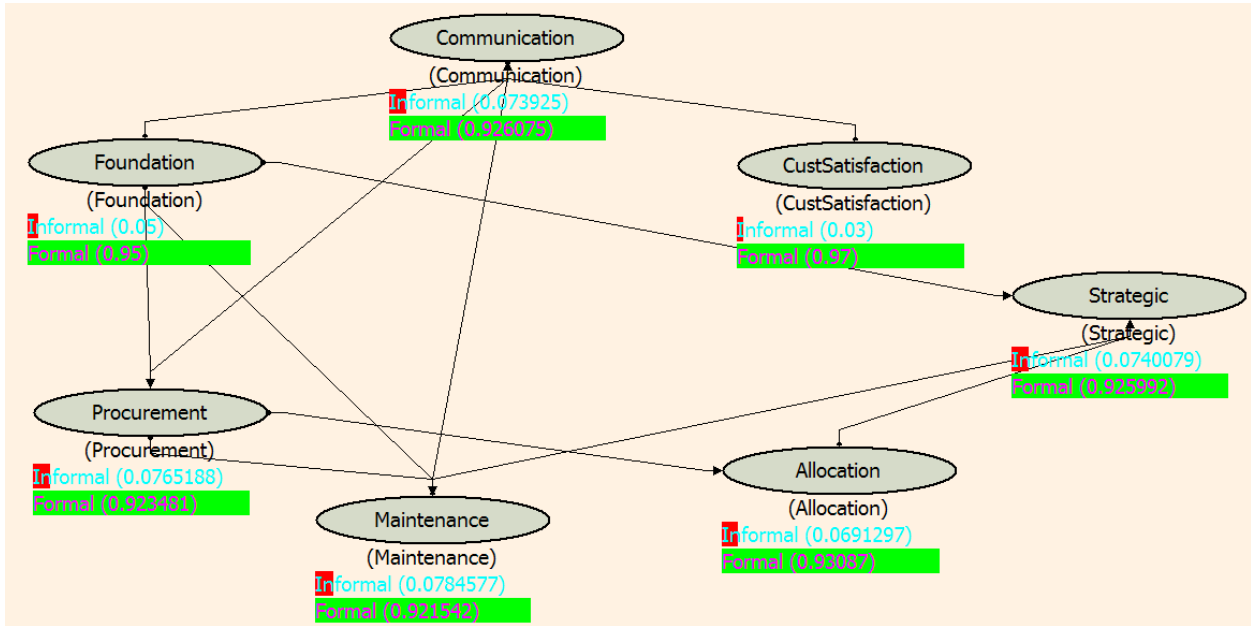 Communication
(Communication)
Informal (0.073925)
Formal (0.926075)
Foundation
(Foundation)
Informal (0.05)
Formal (0.95)
CustSatisfaction
(CustSatisfaction)
Informal (0.03)
Formal (0.97)
Strategic
(Strategic)
Informal (0.0740079)
Formal (0.925992)
Procurement
(Procurement)
Informal (0.0765188)
Formal (0.923481)
Allocation
(Allocation)
Informal (0.0691297)
Formal (0.93087)
Maintenance
(Maintenance)
Informal (0.0784577)
Formal (0.921542)